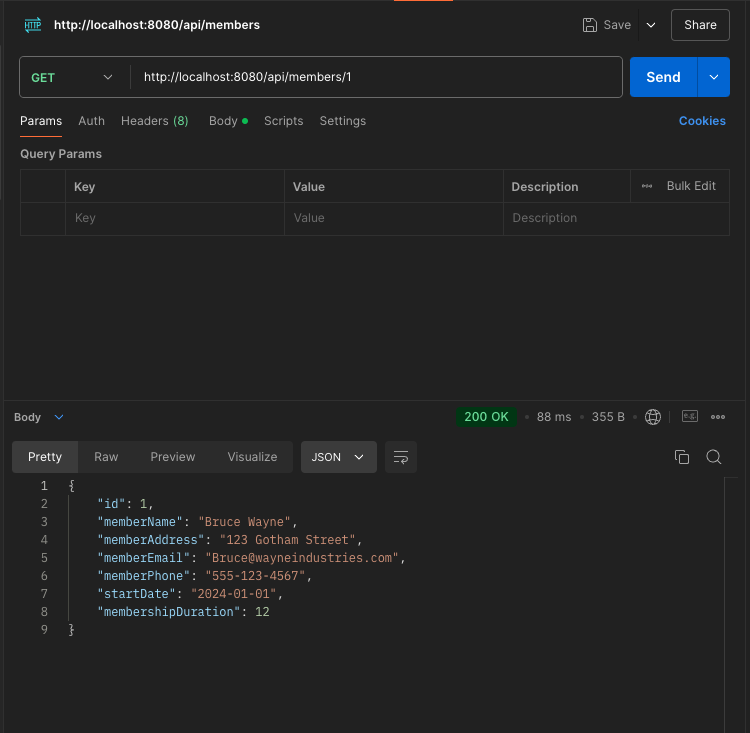 HTTP http://localhost:8080/api/members Save Share
GET http://localhost:8080/api/members/1 Send
Params Auth Headers (8) Body Scripts Settings Cookies
Query Params
Key Value Description Bulk Edit
Key Value Description
Body 200 OK • 88 ms • 355 B •
Pretty Raw Preview Visualize JSON
1 {
2 "id": 1,
3 "memberName": "Bruce Wayne",
4 "memberAddress": "123 Gotham Street",
5 "memberEmail": "Bruce@wayneindustries.com",
6 "memberPhone": "555-123-4567",
7 "startDate": "2024-01-01",
8 "membershipDuration": 12
9 }